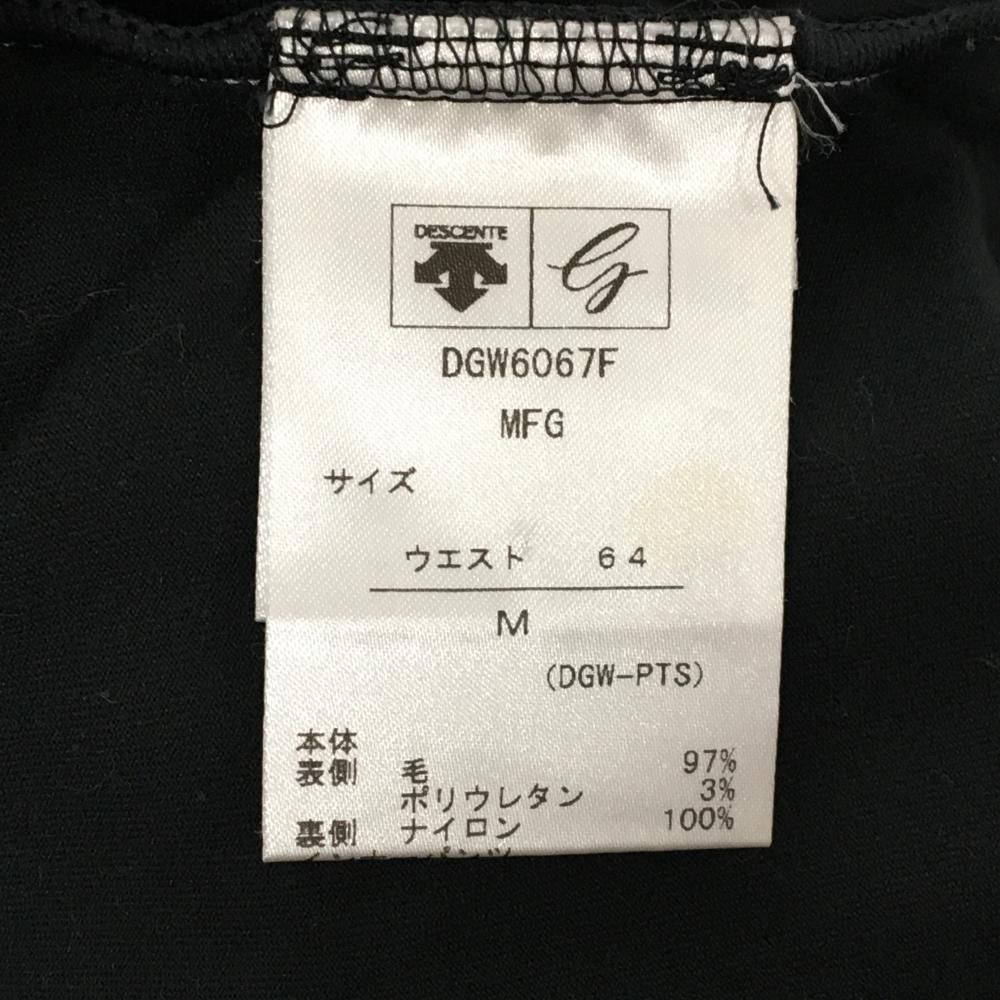 DESCENTE
DGW6067F
MFG
サイズ
ウエスト 64
M
(DGW-PTS)
本体
表側 毛 97%
ポリウレタン 3%
裏側 ナイロン 100%